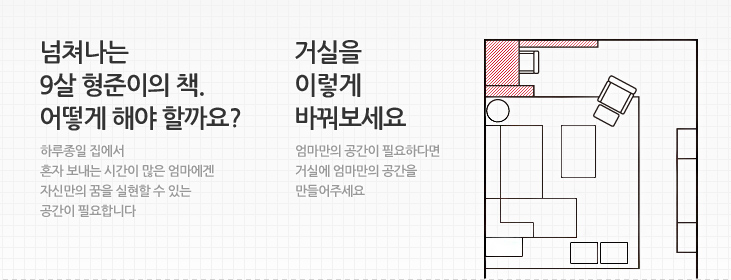 넘쳐나는
9살 형준이의 책.
어떻게 해야 할까요?
하루종일 집에서
혼자 보내는 시간이 많은 엄마에겐
자신만의 꿈을 실현할 수 있는
공간이 필요합니다
거실을
이렇게
바꿔보세요
엄마만의 공간이 필요하다면
거실에 엄마만의 공간을
만들어주세요